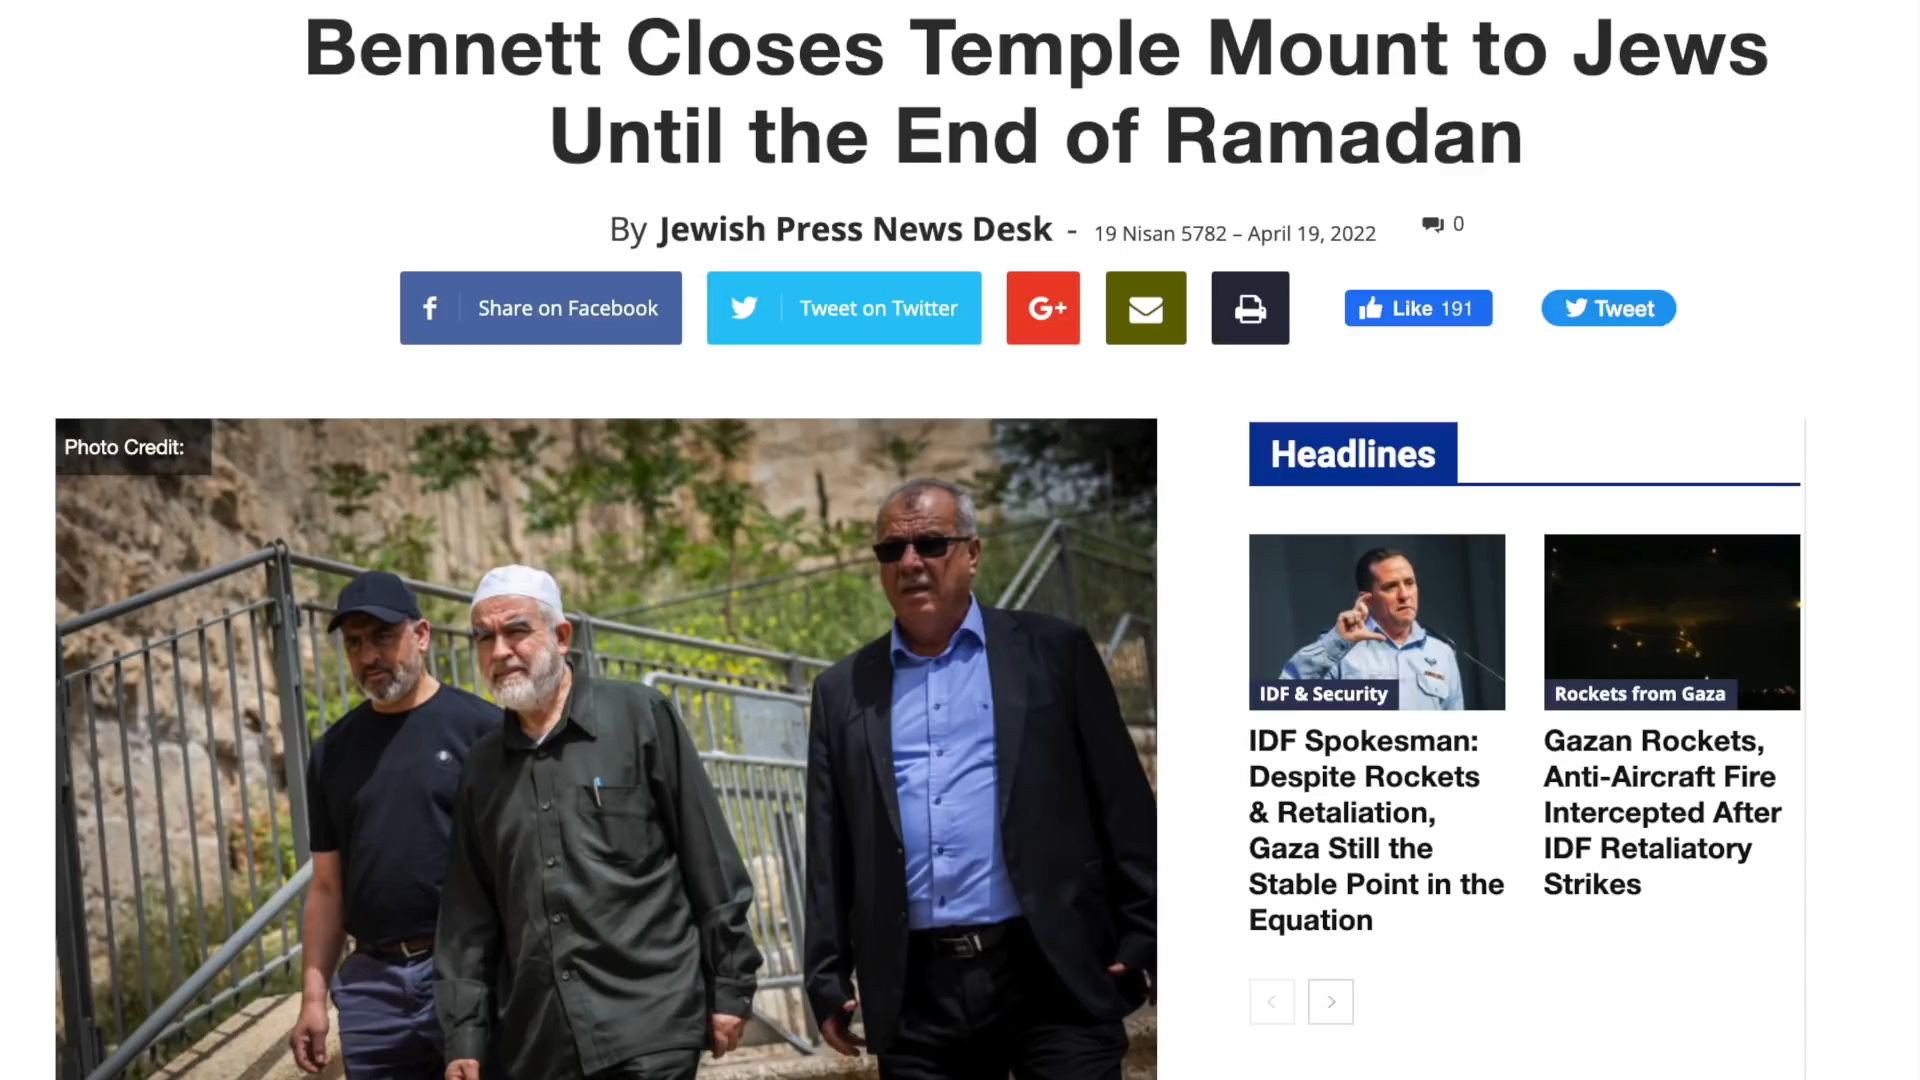 Bennett Closes Temple Mount to Jews
Until the End of Ramadan
By Jewish Press News Desk - 19 Nisan 5782 – April 19, 2022 0
Share on Facebook
Tweet on Twitter
G+
Like 191
Tweet
Photo Credit:
Headlines
IDF & Security
IDF Spokesman:
Despite Rockets
& Retaliation,
Gaza Still the
Stable Point in the
Equation
Rockets from Gaza
Gazan Rockets,
Anti-Aircraft Fire
Intercepted After
IDF Retaliatory
Strikes